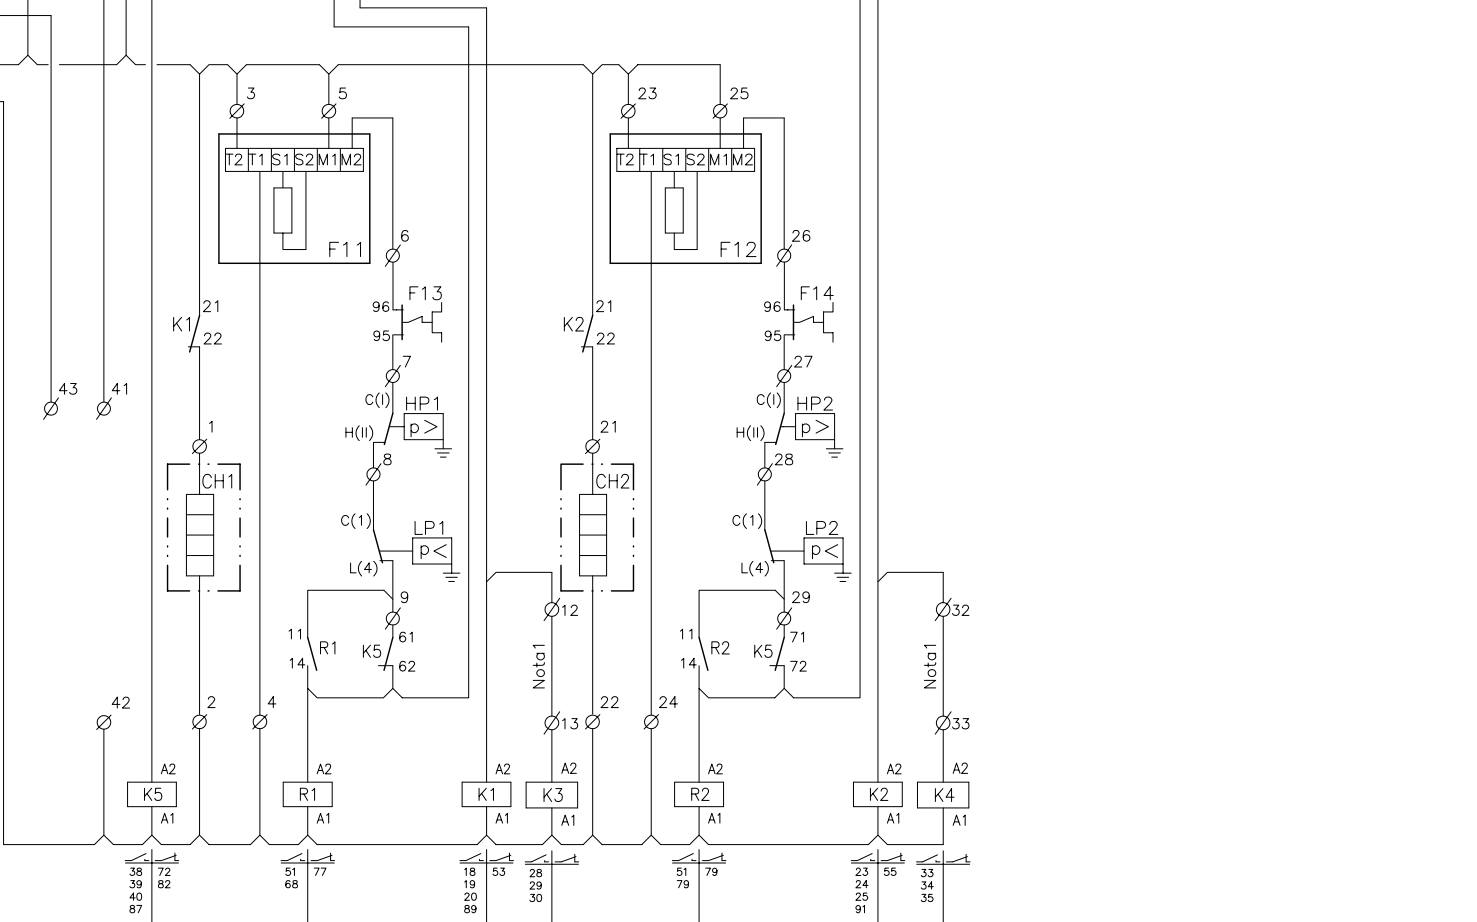 3 5 23 25
T2 T1 S1 S2 M1 M2 T2 T1 S1 S2 M1 M2
F11 6 F12 26
21 96 F13 21 96 F14
K1 22 95 K2 22 95
43 41 7 27
C(I) HP1 C(I) HP2
1 H(II) p> 21 H(II) p>
8 28
CH1 CH2
C(1) LP1 C(1) LP2
p< p<
L(4) L(4)
9 12 29 32
11 R1 K5 61 11 R2 K5 71
14 62 Nota1 14 72 Nota1
42 2 4 13 22 24 33
A2 A2 A2 A2 A2 A2 A2
K5 R1 K1 K3 R2 K2 K4
A1 A1 A1 A1 A1 A1 A1
38 72 51 77 18 53 28 51 79 23 55 33
39 82 68 19 29 79 24 34
40 20 30 25 35
87 89 91